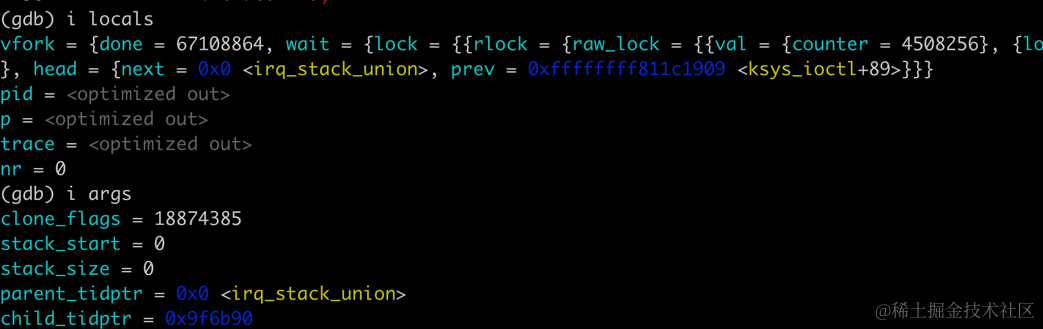 (gdb) i locals
vfork = {done = 67108864, wait = {lock = {{rlock = {raw_lock = {{val = {counter = 4508256}, {lo
}, head = {next = 0x0 <irq_stack_union>, prev = 0xffffffff811c1909 <ksys_ioctl+89>}}}
pid = <optimized out>
p = <optimized out>
trace = <optimized out>
nr = 0
(gdb) i args
clone_flags = 18874385
stack_start = 0
stack_size = 0
parent_tidptr = 0x0 <irq_stack_union>
child_tidptr = 0x9f6b90
@稀土掘金技术社区